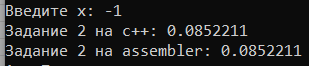 Введите x: -1
Задание 2 на c++: 0.0852211
Задание 2 на assembler: 0.0852211